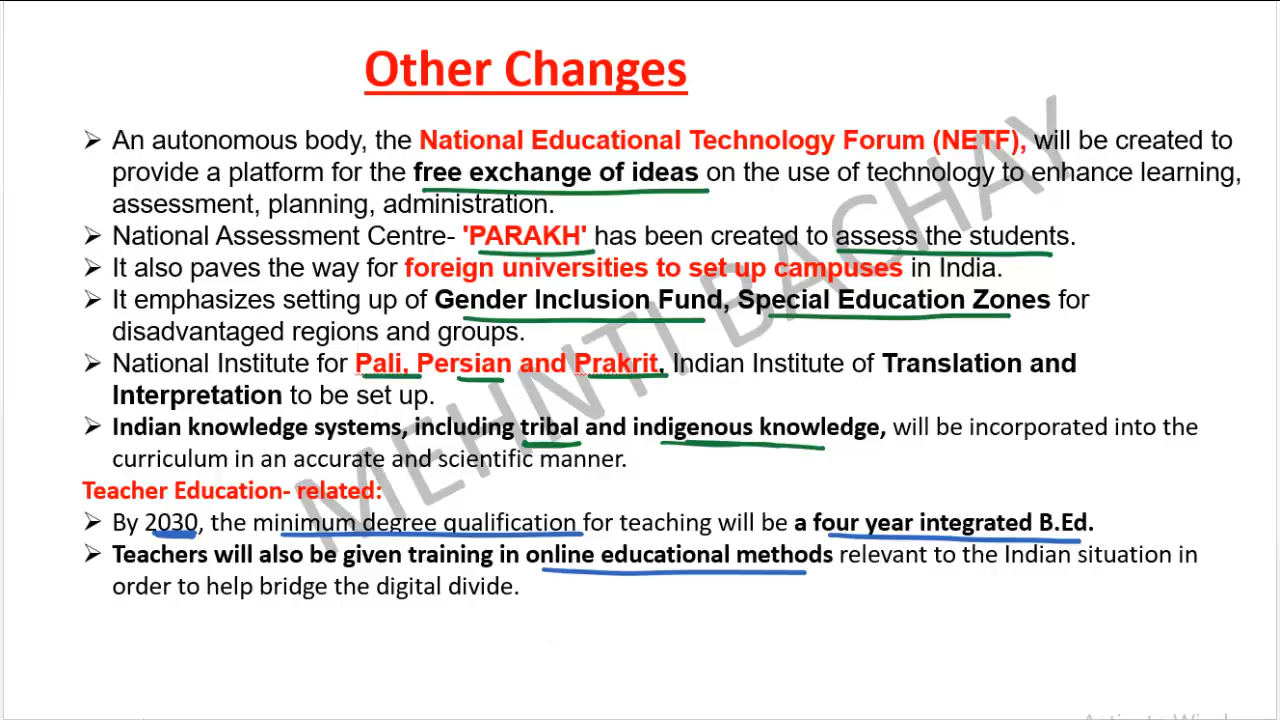 Other Changes
➢ An autonomous body, the National Educational Technology Forum (NETF), will be created to
provide a platform for the free exchange of ideas on the use of technology to enhance learning,
assessment, planning, administration.
➢ National Assessment Centre- 'PARAKH' has been created to assess the students.
➢ It also paves the way for foreign universities to set up campuses in India.
➢ It emphasizes setting up of Gender Inclusion Fund, Special Education Zones for
disadvantaged regions and groups.
➢ National Institute for Pali, Persian and Prakrit, Indian Institute of Translation and
Interpretation to be set up.
➢ Indian knowledge systems, including tribal and indigenous knowledge, will be incorporated into the
curriculum in an accurate and scientific manner.
Teacher Education- related:
➢ By 2030, the minimum degree qualification for teaching will be a four year integrated B.Ed.
➢ Teachers will also be given training in online educational methods relevant to the Indian situation in
order to help bridge the digital divide.
MEHNTI BACHAY